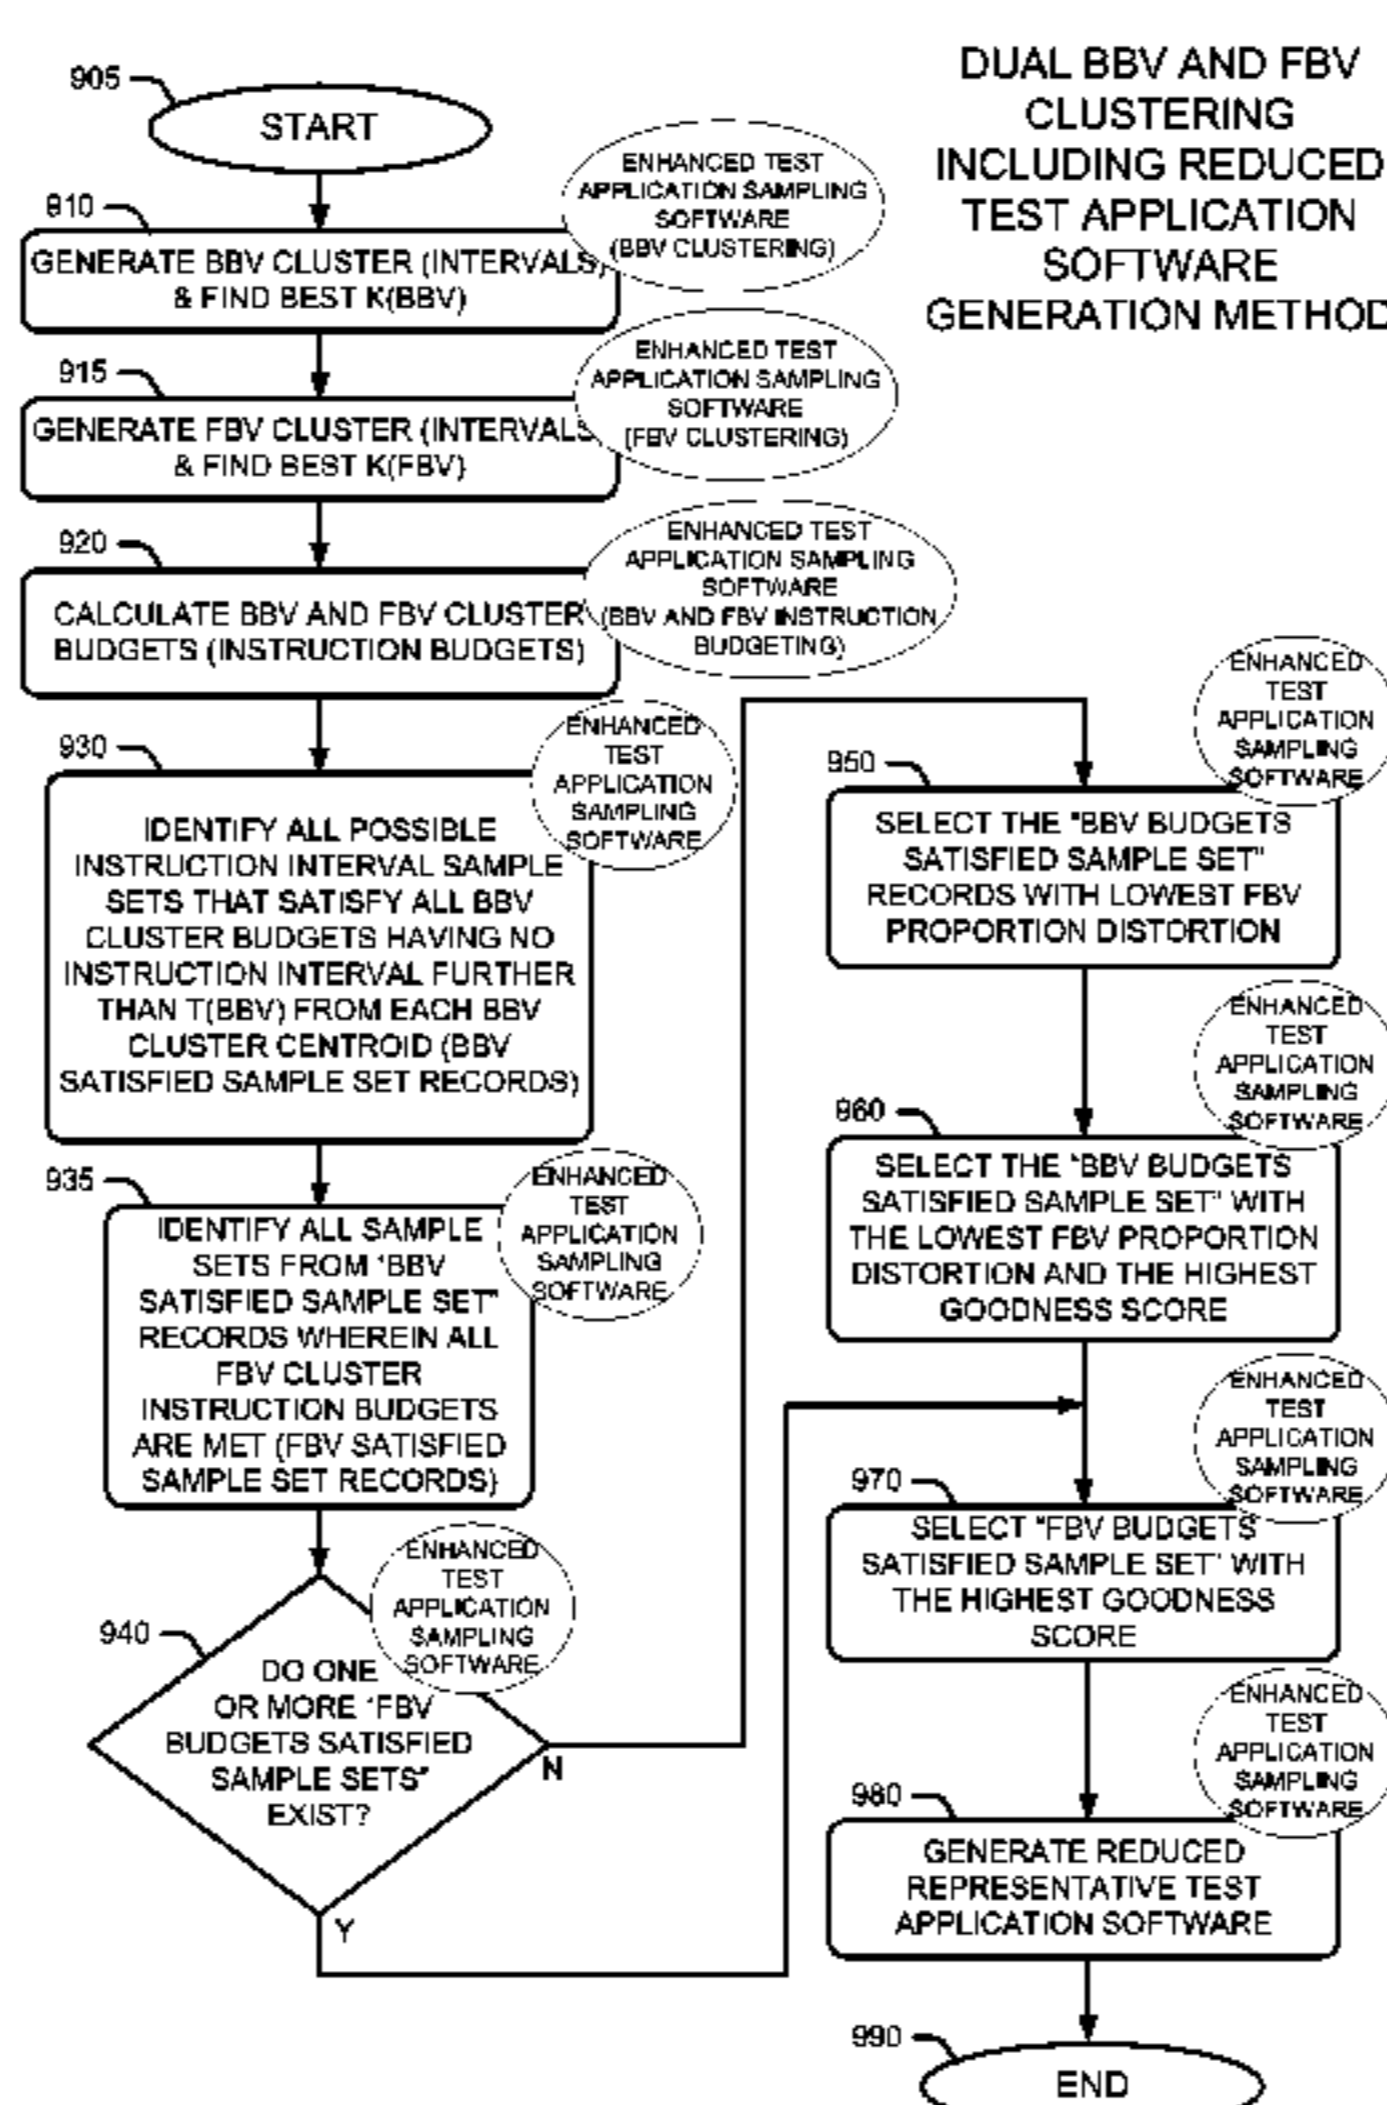 DUAL BBV AND FBV
CLUSTERING
INCLUDING REDUCED
TEST APPLICATION
SOFTWARE
GENERATION METHOD
905
START
910
GENERATE BBV CLUSTER (INTERVALS)
& FIND BEST K(BBV)
ENHANCED TEST
APPLICATION SAMPLING
SOFTWARE
(BBV CLUSTERING)
915
GENERATE FBV CLUSTER (INTERVALS
& FIND BEST K(FBV)
ENHANCED TEST
APPLICATION SAMPLING
SOFTWARE
(FBV CLUSTERING)
920
CALCULATE BBV AND FBV CLUSTER
BUDGETS (INSTRUCTION BUDGETS)
ENHANCED TEST
APPLICATION SAMPLING
SOFTWARE
(BBV AND FBV INSTRUCTION
BUDGETING)
930
IDENTIFY ALL POSSIBLE
INSTRUCTION INTERVAL SAMPLE
SETS THAT SATISFY ALL BBV
CLUSTER BUDGETS HAVING NO
INSTRUCTION INTERVAL FURTHER
THAN T(BBV) FROM EACH BBV
CLUSTER CENTROID (BBV
SATISFIED SAMPLE SET RECORDS)
ENHANCED
TEST
APPLICATION
SAMPLING
SOFTWARE
935
IDENTIFY ALL SAMPLE
SETS FROM "BBV
SATISFIED SAMPLE SET"
RECORDS WHEREIN ALL
FBV CLUSTER
INSTRUCTION BUDGETS
ARE MET (FBV SATISFIED
SAMPLE SET RECORDS)
ENHANCED
TEST
APPLICATION
SAMPLING
SOFTWARE
940
DO ONE
OR MORE "FBV
BUDGETS SATISFIED
SAMPLE SETS"
EXIST?
ENHANCED
TEST
APPLICATION
SAMPLING
SOFTWARE
N
Y
950
SELECT THE "BBV BUDGETS
SATISFIED SAMPLE SET"
RECORDS WITH LOWEST FBV
PROPORTION DISTORTION
ENHANCED
TEST
APPLICATION
SAMPLING
SOFTWARE
960
SELECT THE "BBV BUDGETS
SATISFIED SAMPLE SET" WITH
THE LOWEST FBV PROPORTION
DISTORTION AND THE HIGHEST
GOODNESS SCORE
ENHANCED
TEST
APPLICATION
SAMPLING
SOFTWARE
970
SELECT "FBV BUDGETS
SATISFIED SAMPLE SET" WITH
THE HIGHEST GOODNESS
SCORE
ENHANCED
TEST
APPLICATION
SAMPLING
SOFTWARE
980
GENERATE REDUCED
REPRESENTATIVE TEST
APPLICATION SOFTWARE
ENHANCED
TEST
APPLICATION
SAMPLING
SOFTWARE
990
END